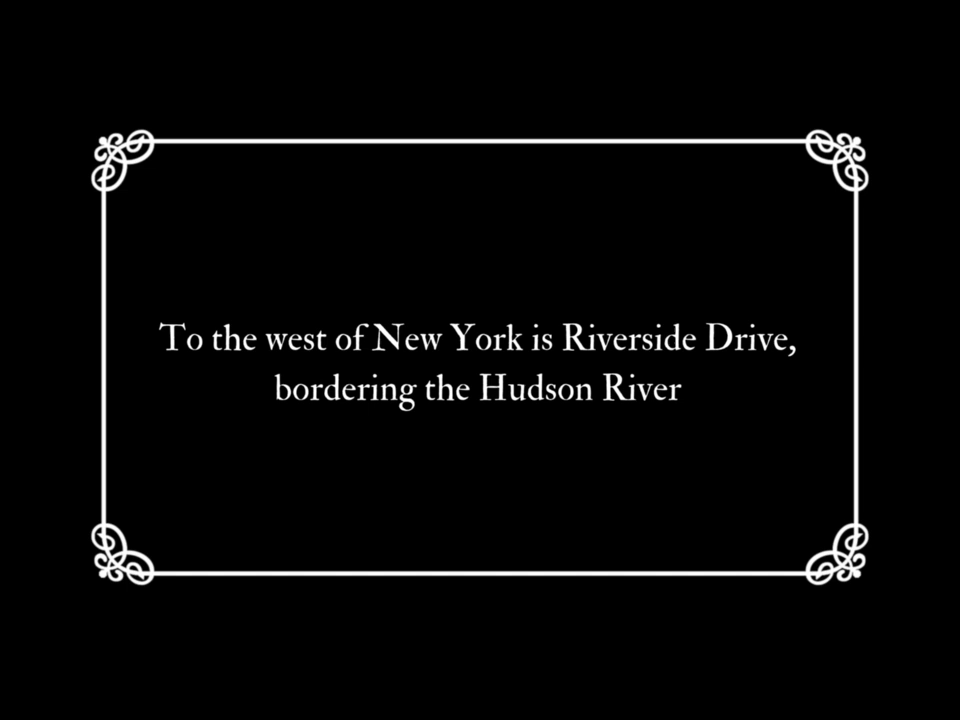 To the west of New York is Riverside Drive,
bordering the Hudson River